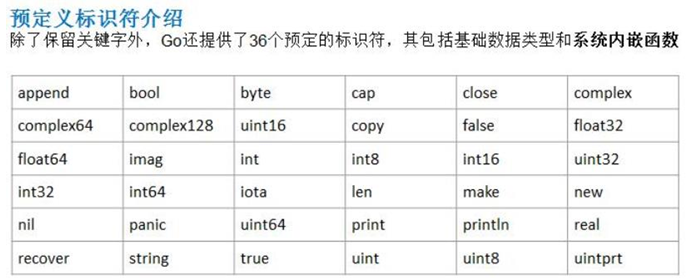 预定义标识符介绍
除了保留关键字外，Go还提供了36个预定的标识符，其包括基础数据类型和系统内嵌函数
append bool byte cap close complex
complex64 complex128 uint16 copy false float32
float64 imag int int8 int16 uint32
int32 int64 iota len make new
nil panic uint64 print println real
recover string true uint uint8 uintprt